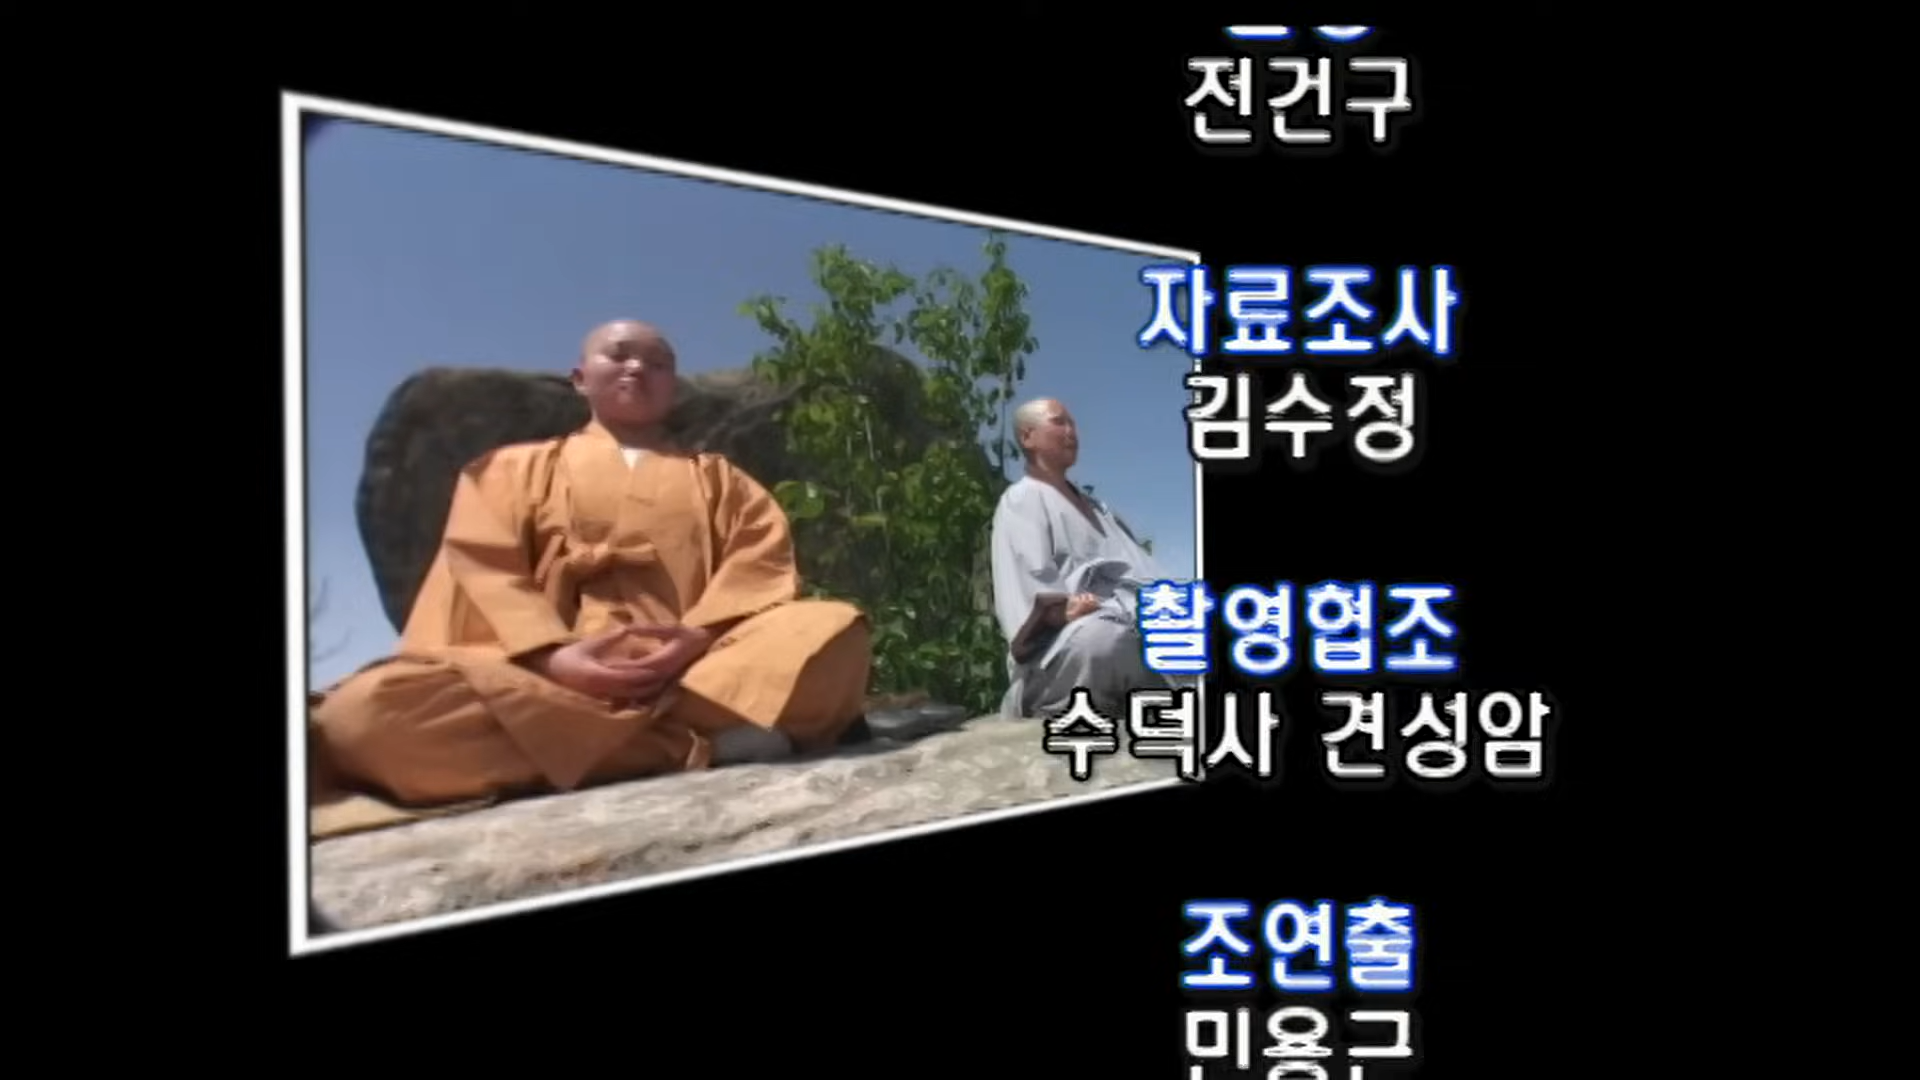 전건구
자료조사
김수정
촬영협조
수덕사 견성암
조연출